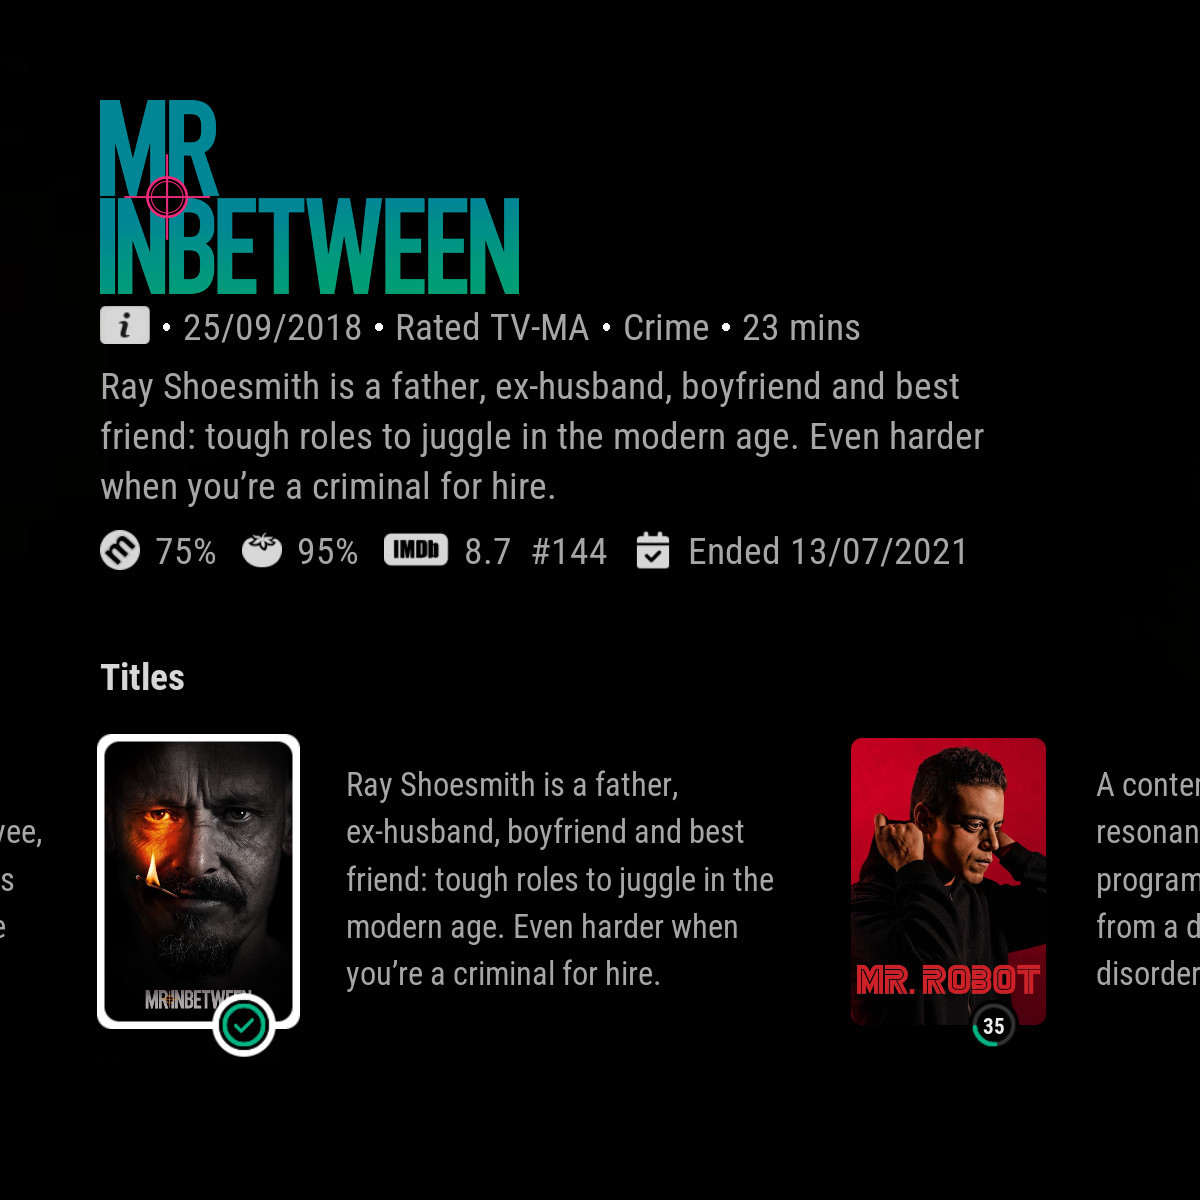 MR
INBETWEEN
i • 25/09/2018 • Rated TV-MA • Crime • 23 mins
Ray Shoesmith is a father, ex-husband, boyfriend and best
friend: tough roles to juggle in the modern age. Even harder
when you’re a criminal for hire.
m 75% 95% IMDb 8.7 #144 Ended 13/07/2021
Titles
Ray Shoesmith is a father,
ex-husband, boyfriend and best
friend: tough roles to juggle in the
modern age. Even harder when
you’re a criminal for hire.
MR INBETWEEN
MR. ROBOT
35
A conter
resonan
program
from a d
disorder